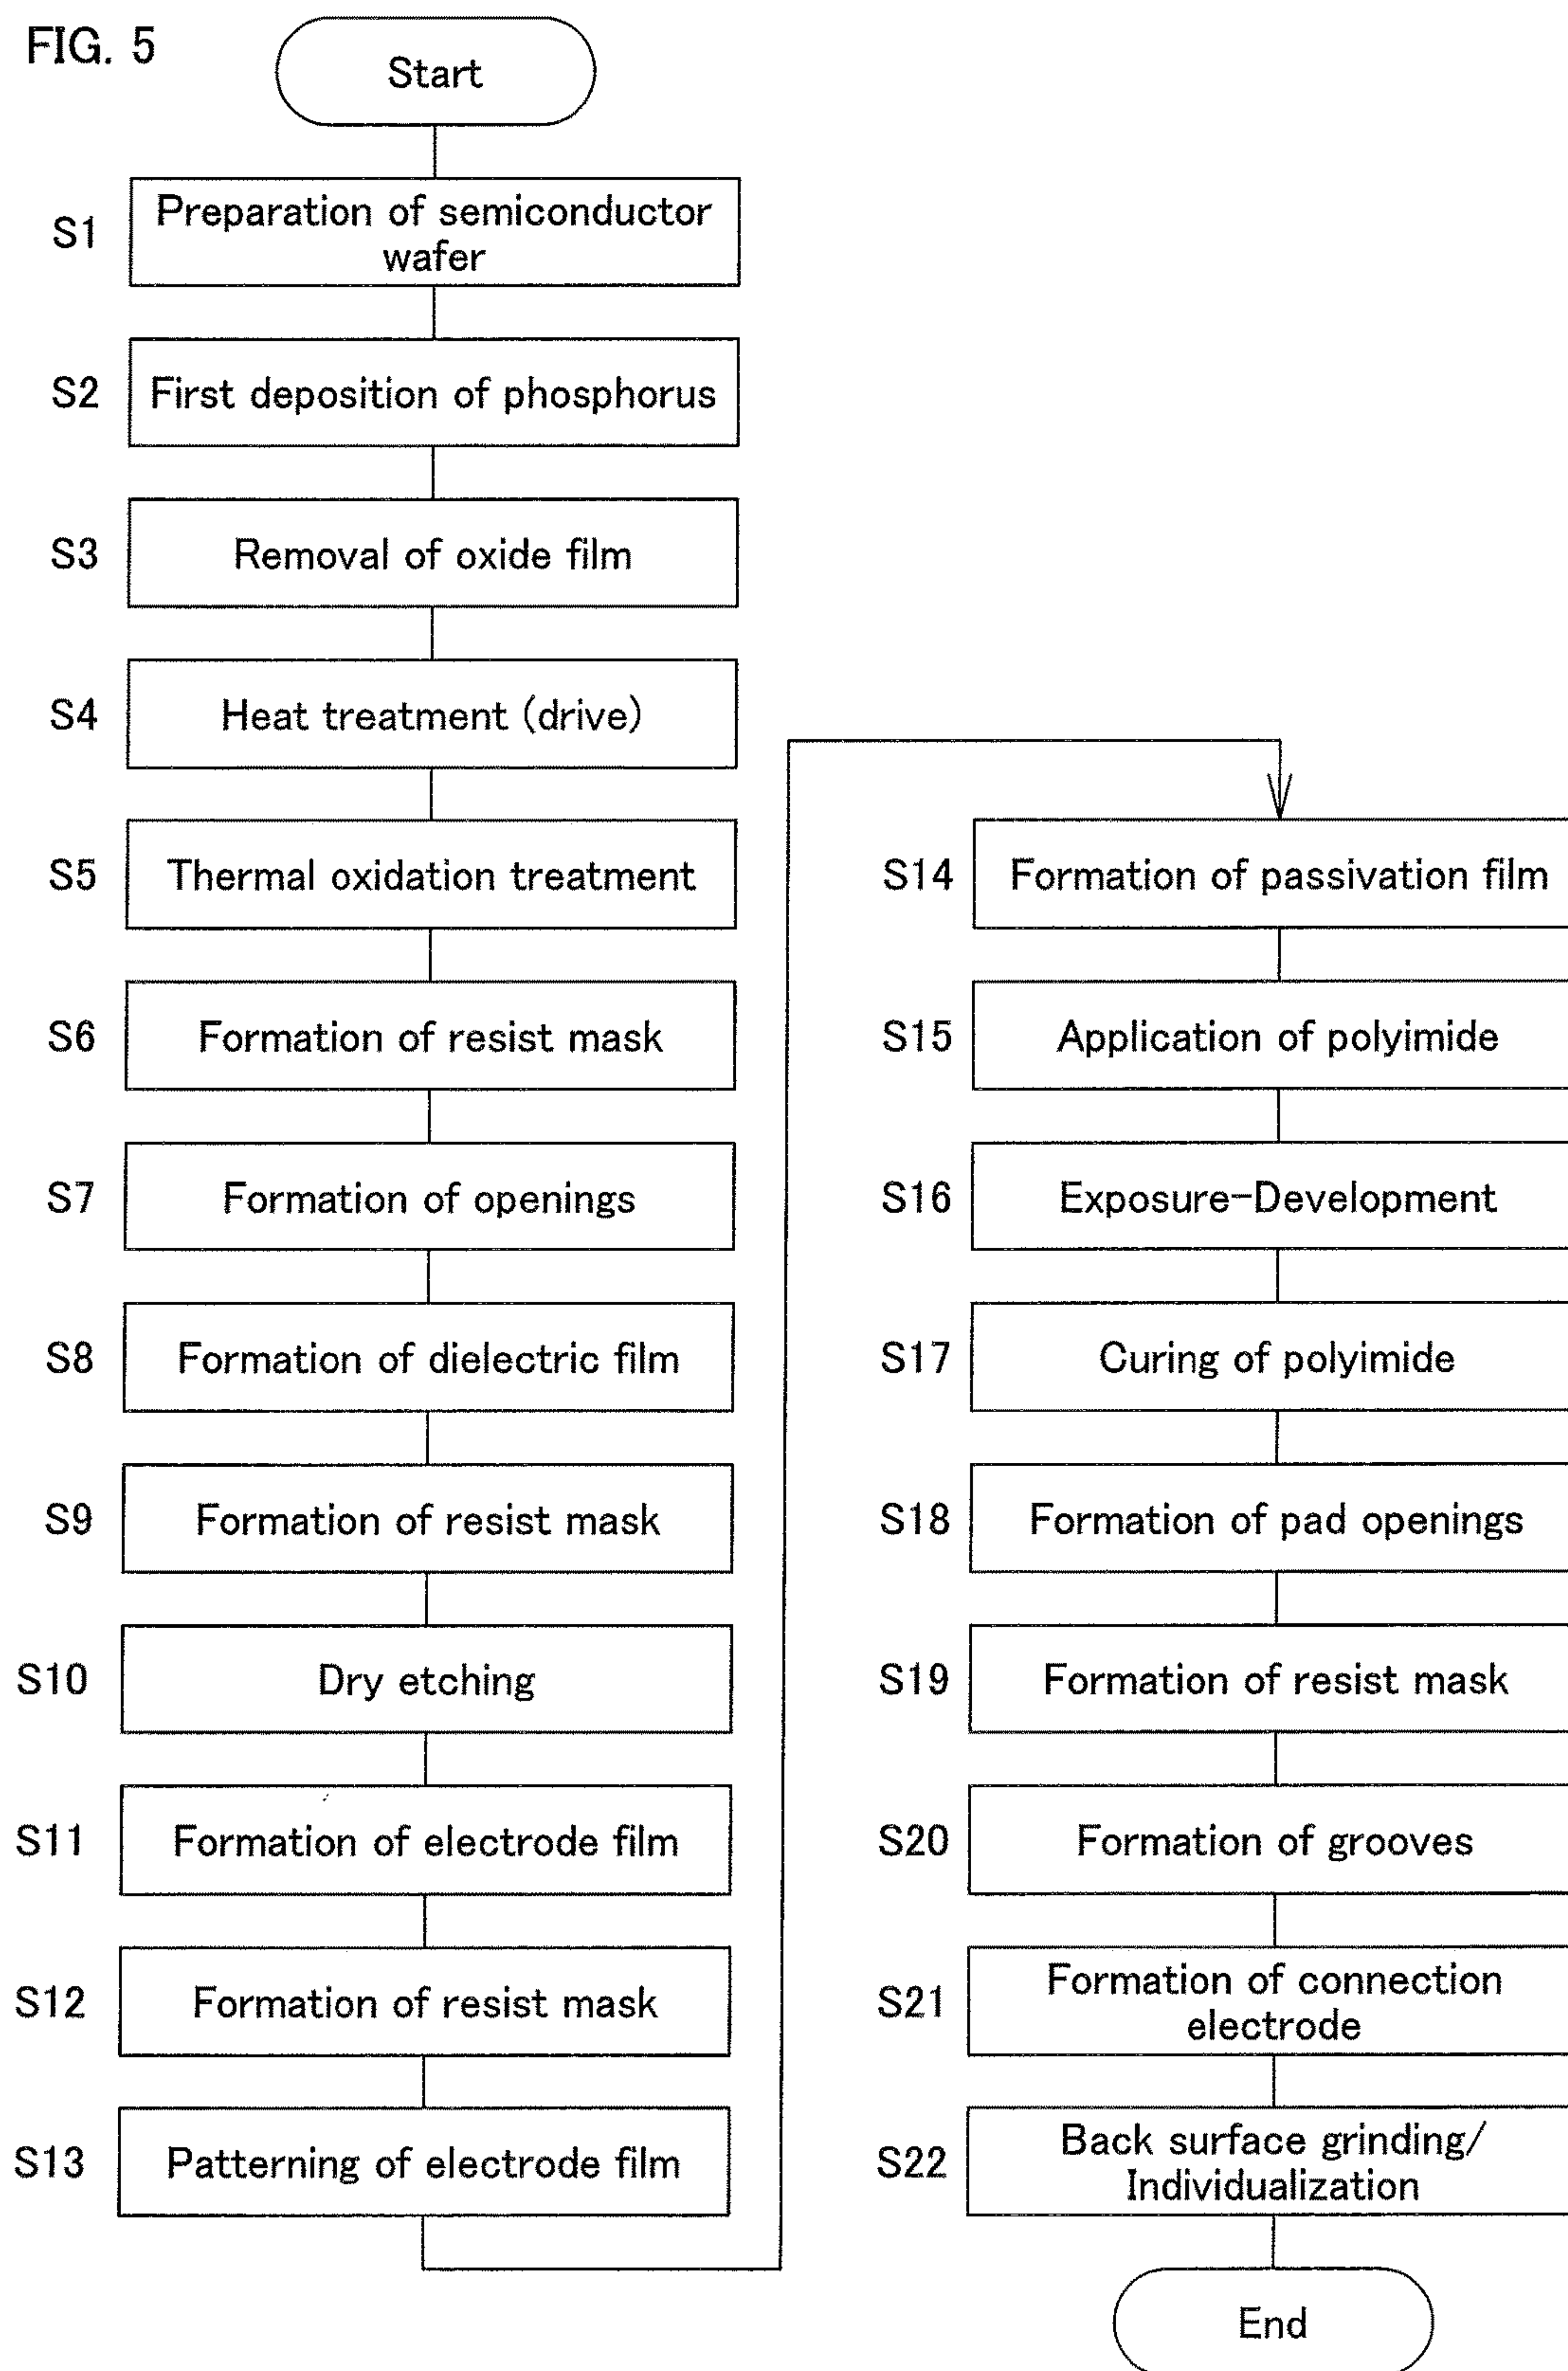 FIG. 5
Start
S1
Preparation of semiconductor
wafer
S2
First deposition of phosphorus
S3
Removal of oxide film
S4
Heat treatment (drive)
S5
Thermal oxidation treatment
S6
Formation of resist mask
S7
Formation of openings
S8
Formation of dielectric film
S9
Formation of resist mask
S10
Dry etching
S11
Formation of electrode film
S12
Formation of resist mask
S13
Patterning of electrode film
S14
Formation of passivation film
S15
Application of polyimide
S16
Exposure-Development
S17
Curing of polyimide
S18
Formation of pad openings
S19
Formation of resist mask
S20
Formation of grooves
S21
Formation of connection
electrode
S22
Back surface grinding/
Individualization
End